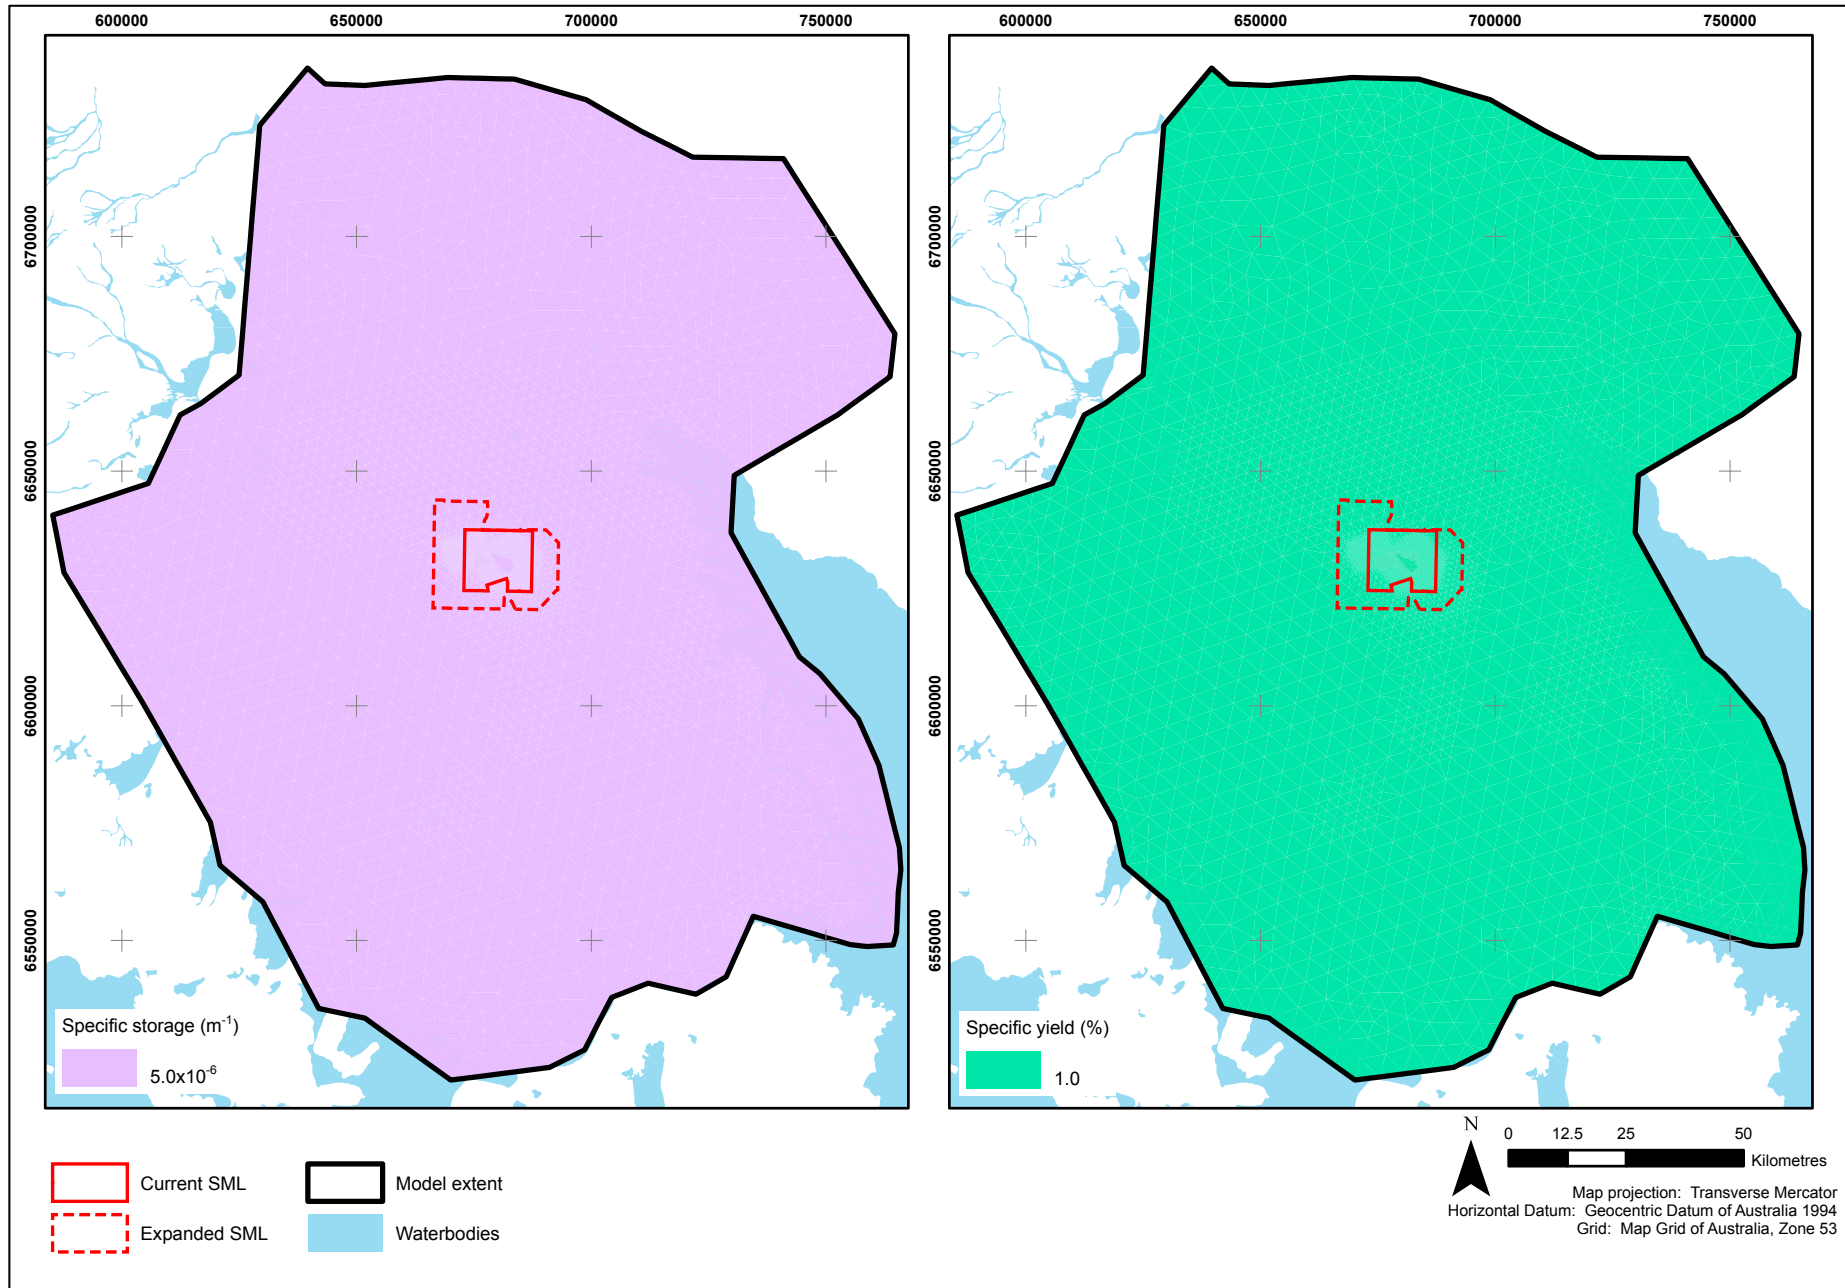 600000 650000 700000 750000
600000 650000 700000 750000
6700000
6650000
6600000
6550000
6700000
6650000
6600000
6550000
Specific storage (m⁻¹)
5.0x10⁻⁶
Specific yield (%)
1.0
Current SML
Expanded SML
Model extent
Waterbodies
N
0 12.5 25 50
Kilometres
Map projection: Transverse Mercator
Horizontal Datum: Geocentric Datum of Australia 1994
Grid: Map Grid of Australia, Zone 53